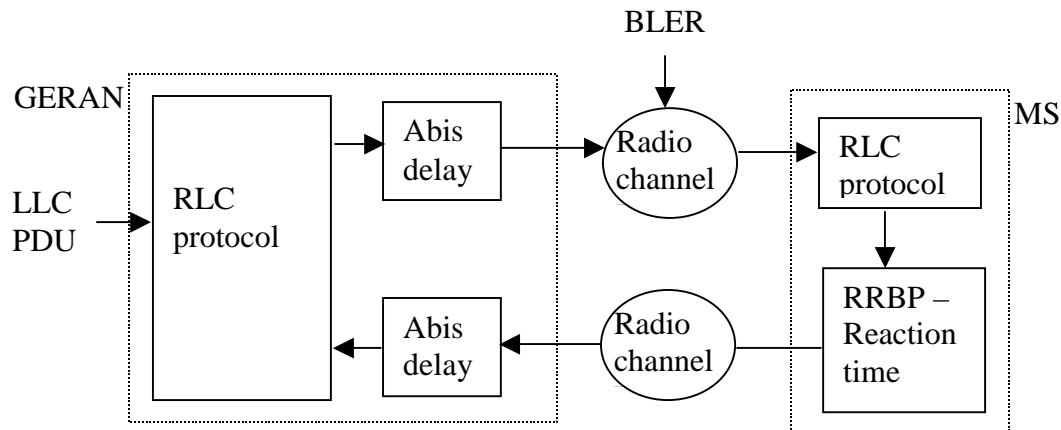 BLER
GERAN
MS
Abis
delay
Radio
channel
RLC
protocol
LLC
PDU
RLC
protocol
Abis
delay
Radio
channel
RRBP –
Reaction
time